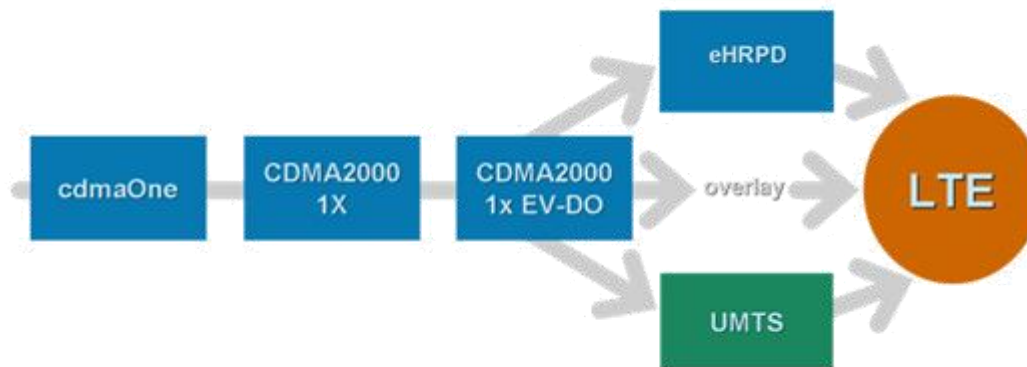 eHRPD
cdmaOne
CDMA2000
1X
CDMA2000
1x EV-DO
overlay
LTE
UMTS